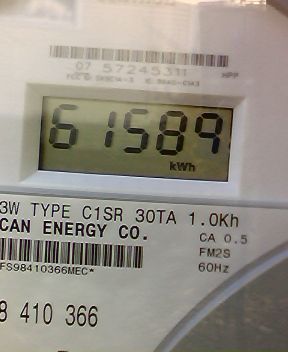 07 57245311 HPP
61589
kWh
3W TYPE C1SR 30TA 1.0Kh
CAN ENERGY CO.
CA 0.5
FM2S
60Hz
FS98410366MEC*
8 410 366